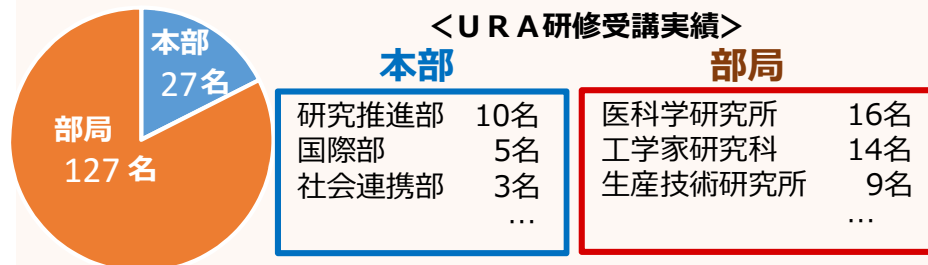 <URA研修受講実績>
本部
27名
部局
127 名
本部
研究推進部 10名
国際部 5名
社会連携部 3名
…
部局
医科学研究所 16名
工学家研究科 14名
生産技術研究所 9名
…